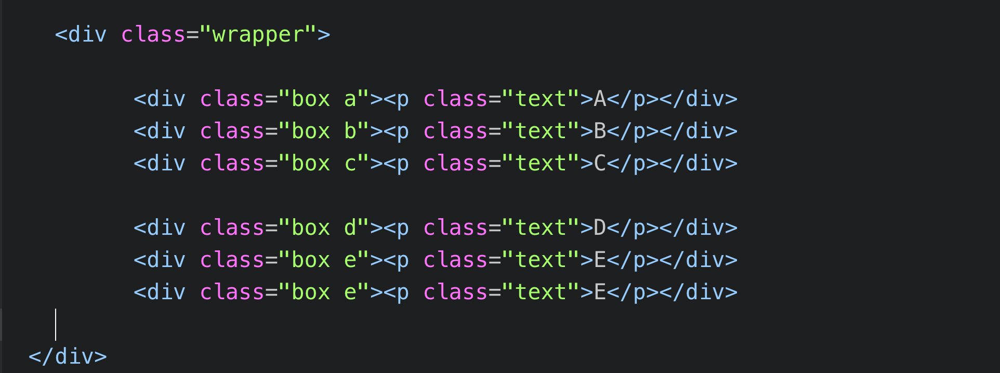 <div class="wrapper">
<div class="box a"><p class="text">A</p></div>
<div class="box b"><p class="text">B</p></div>
<div class="box c"><p class="text">C</p></div>
<div class="box d"><p class="text">D</p></div>
<div class="box e"><p class="text">E</p></div>
<div class="box e"><p class="text">E</p></div>
</div>